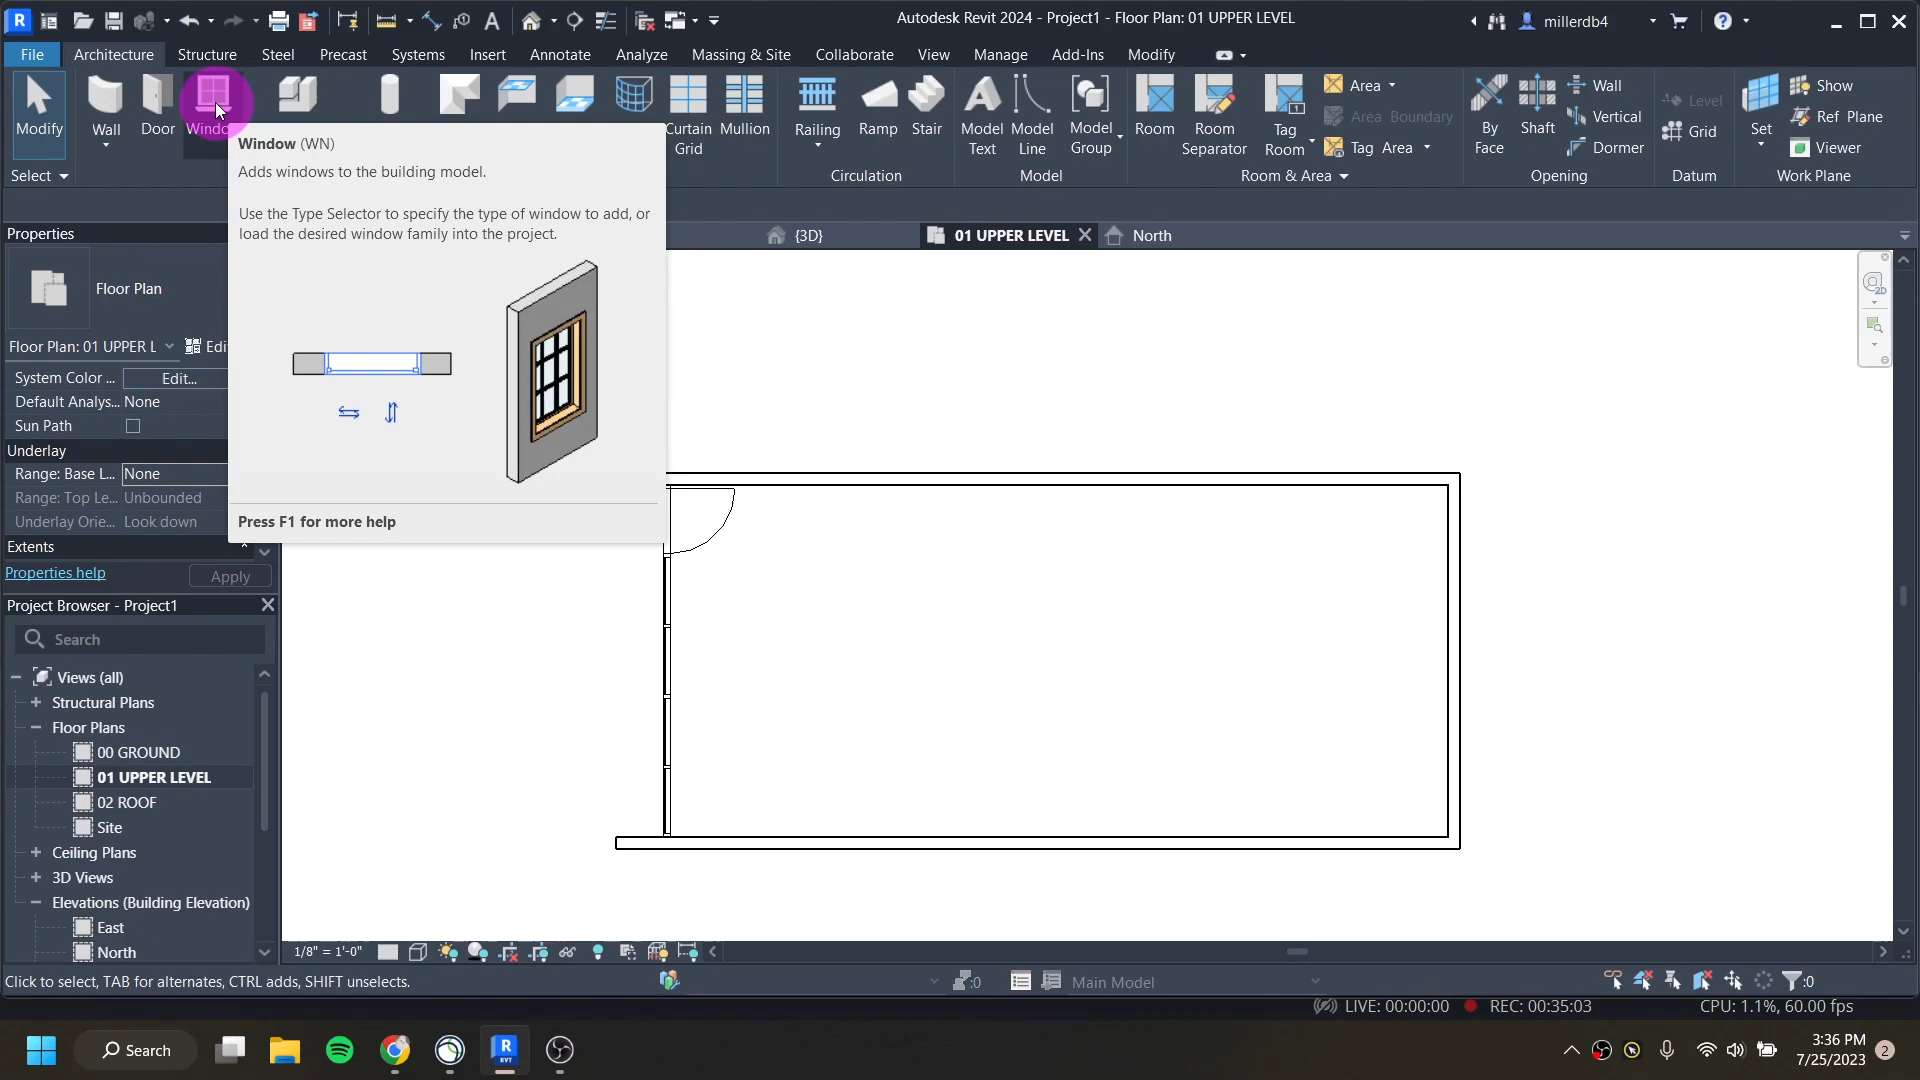 Autodesk Revit 2024 - Project1 - Floor Plan: 01 UPPER LEVEL
millerdb4
File
Architecture
Structure
Steel
Precast
Systems
Insert
Annotate
Analyze
Massing & Site
Collaborate
View
Manage
Add-Ins
Modify
Modify
Wall
Door
Window
Curtain
Grid
Mullion
Railing
Ramp
Stair
Model
Text
Model
Line
Model
Group
Room
Room
Separator
Tag
Room
Area
Area Boundary
Tag Area
By
Face
Shaft
Wall
Vertical
Dormer
Level
Grid
Set
Show
Ref Plane
Viewer
Select
Circulation
Model
Room & Area
Opening
Datum
Work Plane
Window (WN)
Adds windows to the building model.
Use the Type Selector to specify the type of window to add, or
load the desired window family into the project.
Press F1 for more help
{3D}
01 UPPER LEVEL
North
Properties
Floor Plan
Floor Plan: 01 UPPER L
Edi
System Color ... Edit...
Default Analys... None
Sun Path
Underlay
Range: Base L... None
Range: Top Le... Unbounded
Underlay Orie... Look down
Extents
Properties help
Apply
Project Browser - Project1
Search
Views (all)
Structural Plans
Floor Plans
00 GROUND
01 UPPER LEVEL
02 ROOF
Site
Ceiling Plans
3D Views
Elevations (Building Elevation)
East
North
2D
1/8" = 1'-0"
Click to select, TAB for alternates, CTRL adds, SHIFT unselects.
:0
Main Model
:0
LIVE: 00:00:00
REC: 00:35:03
CPU: 1.1%, 60.00 fps
Search
3:36 PM
7/25/2023
2